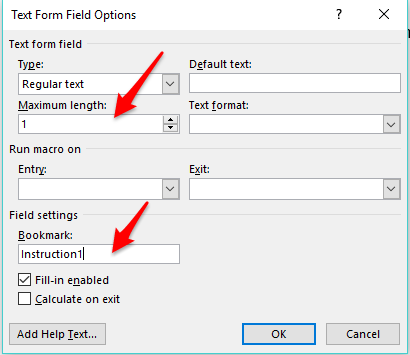 Text Form Field Options
Text form field
Type: Default text:
Regular text
Maximum length: Text format:
1
Run macro on
Entry: Exit:
Field settings
Bookmark:
Instruction1
Fill-in enabled
Calculate on exit
Add Help Text... OK Cancel